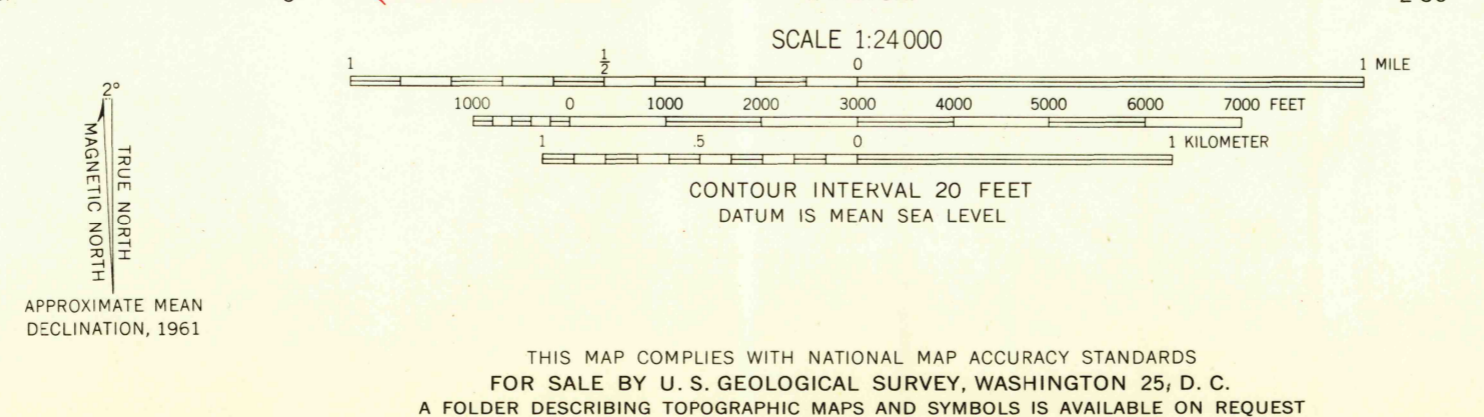 SCALE 1:24 000
1 1/2 0 1 MILE
1000 0 1000 2000 3000 4000 5000 6000 7000 FEET
1 .5 0 1 KILOMETER
CONTOUR INTERVAL 20 FEET
DATUM IS MEAN SEA LEVEL
2°
TRUE NORTH
MAGNETIC NORTH
APPROXIMATE MEAN
DECLINATION, 1961
THIS MAP COMPLIES WITH NATIONAL MAP ACCURACY STANDARDS
FOR SALE BY U. S. GEOLOGICAL SURVEY, WASHINGTON 25, D. C.
A FOLDER DESCRIBING TOPOGRAPHIC MAPS AND SYMBOLS IS AVAILABLE ON REQUEST